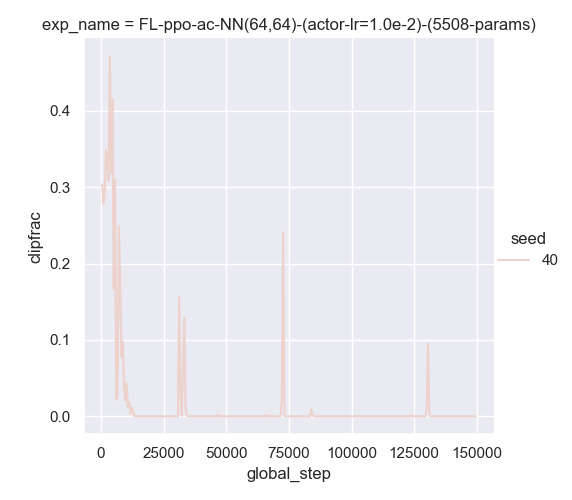 exp_name = FL-ppo-ac-NN(64,64)-(actor-lr=1.0e-2)-(5508-params)
0.4
0.3
0.2
0.1
0.0
clipfrac
0 25000 50000 75000 100000 125000 150000
global_step
seed
40